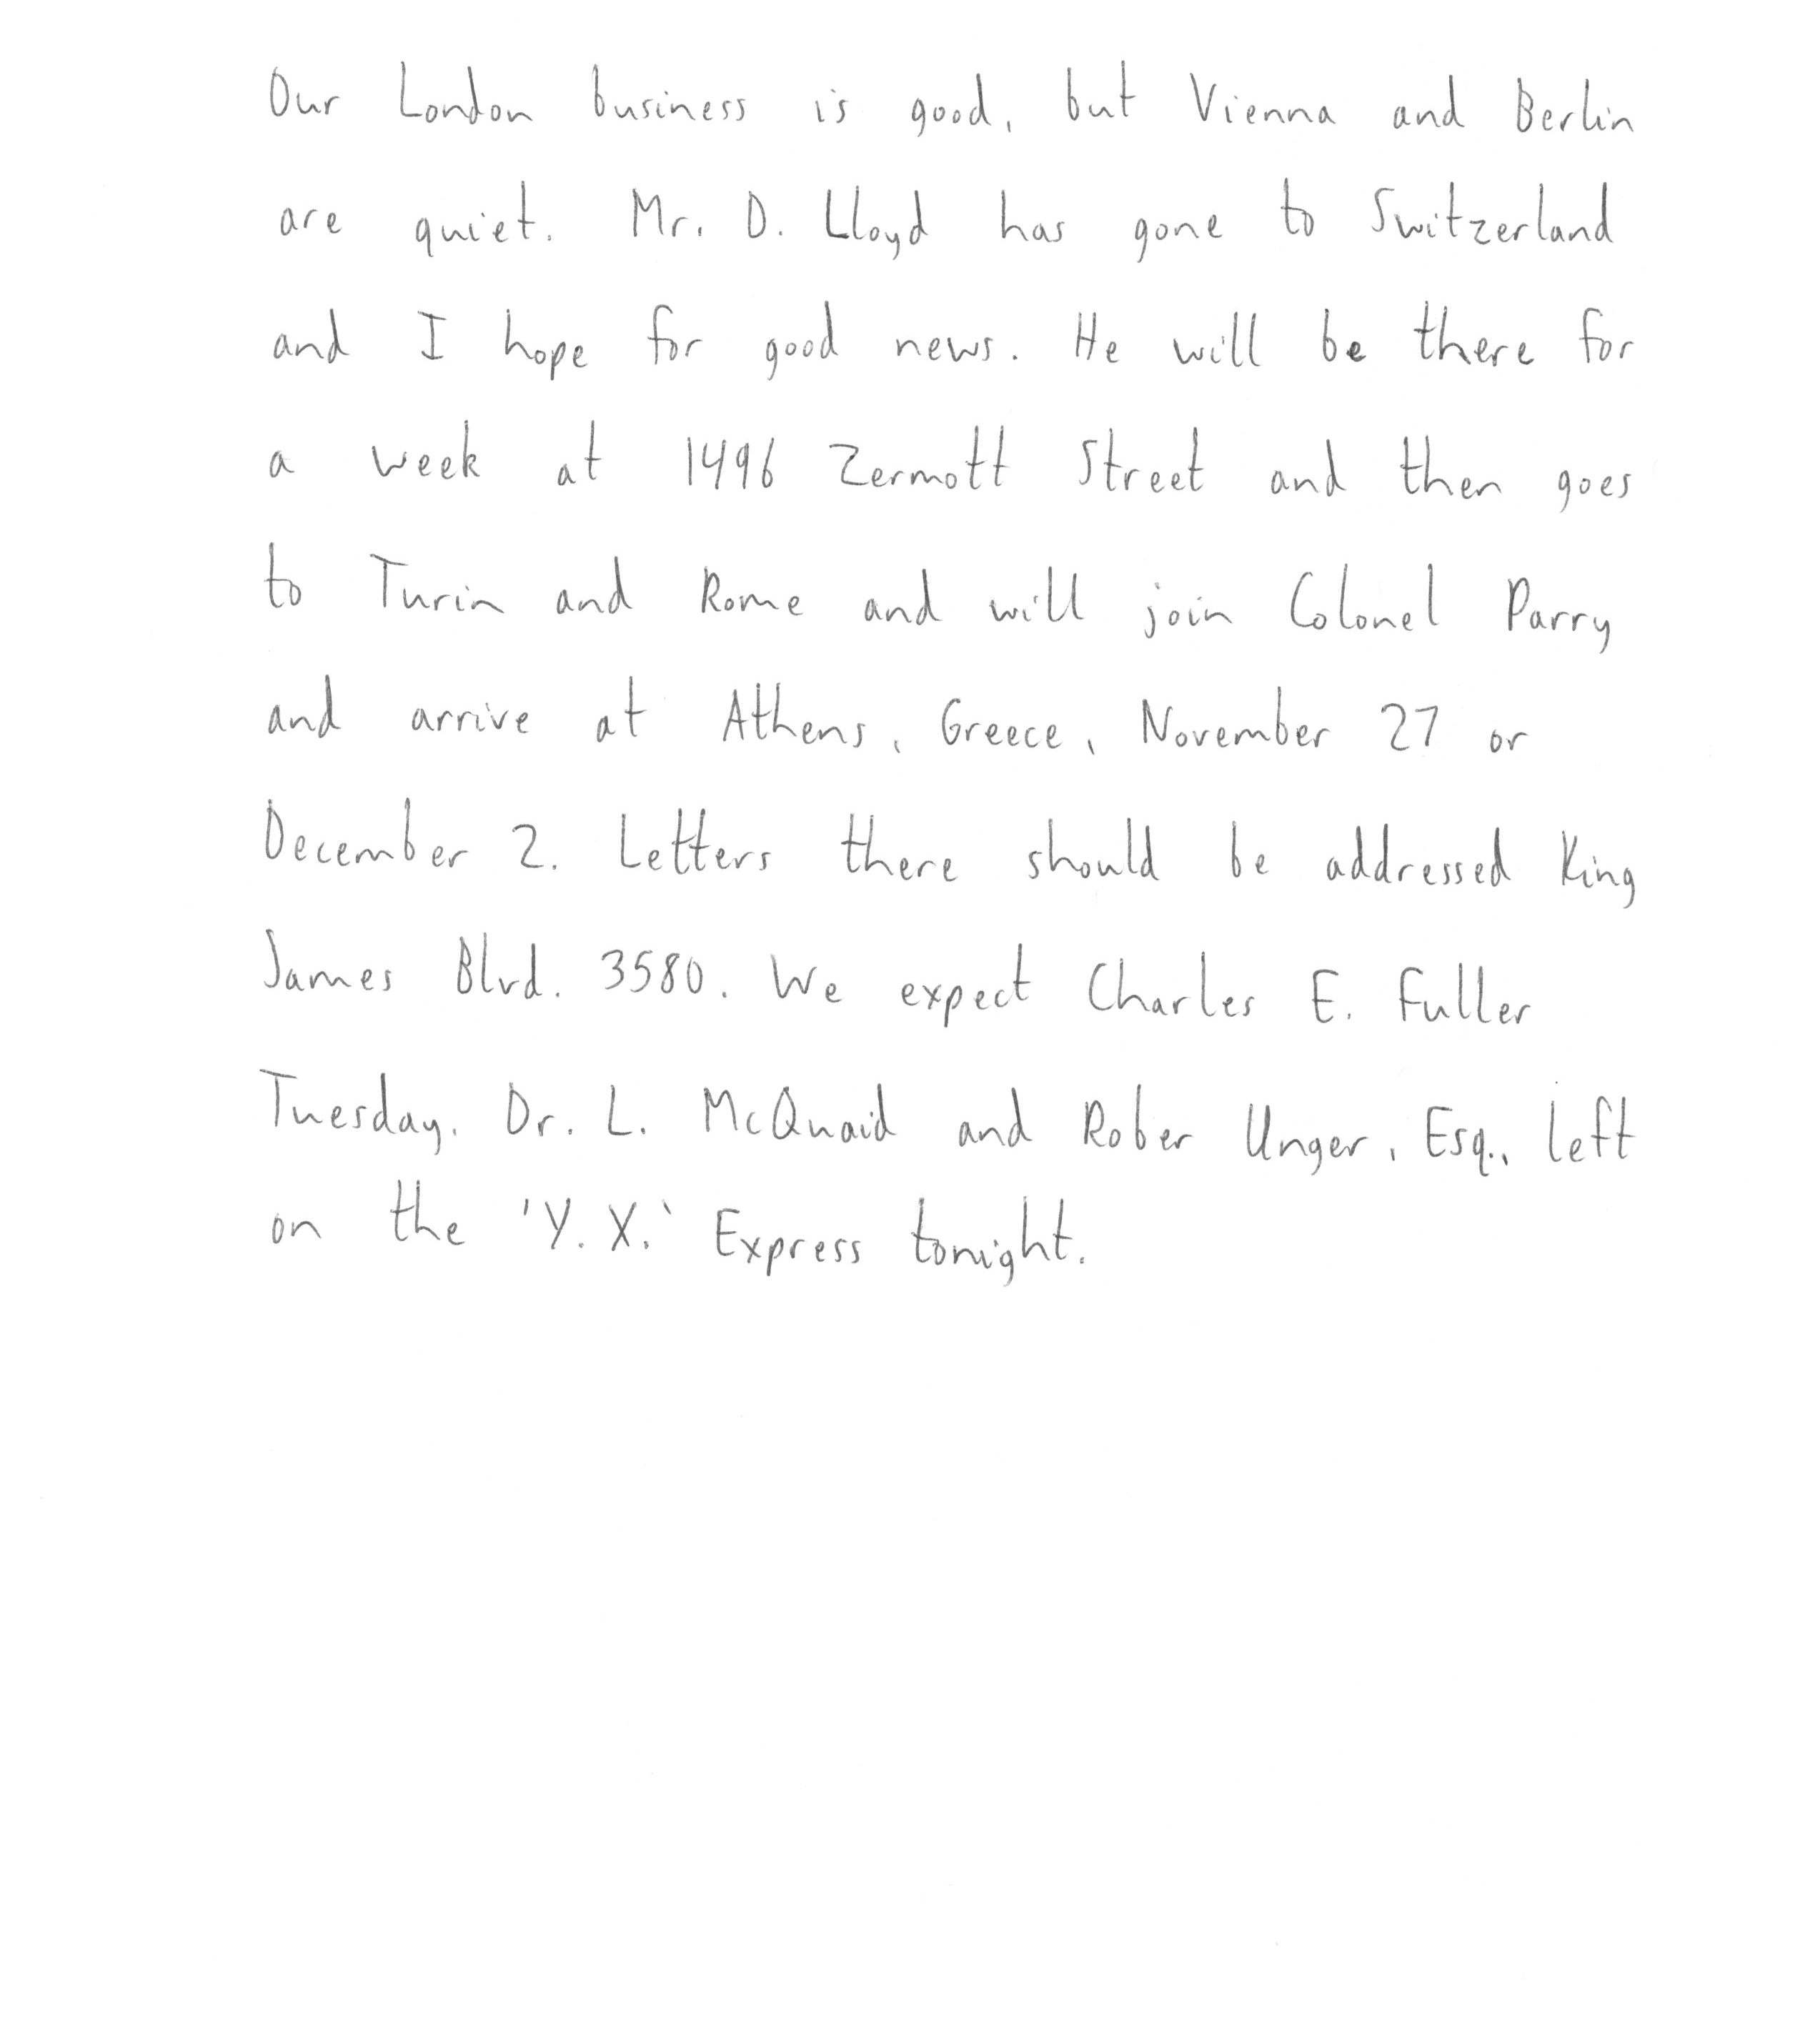 Our London business is good, but Vienna and Berlin
are quiet. Mr. D. Lloyd has gone to Switzerland
and I hope for good news. He will be there for
a week at 1496 Zermott Street and then goes
to Turin and Rome and will join Colonel Parry
and arrive at Athens, Greece, November 27 or
December 2. Letters there should be addressed King
James Blvd. 3580. We expect Charles E. Fuller
Tuesday. Dr. L. McQuaid and Rober Unger, Esq., left
on the 'Y. X.' Express tonight.